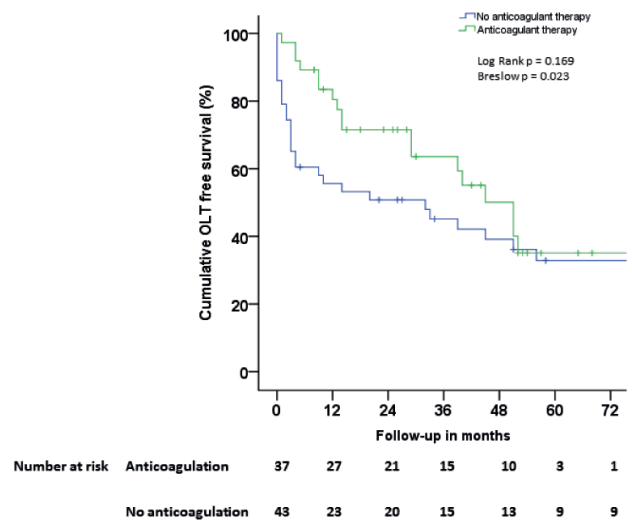 No anticoagulant therapy
Anticoagulant therapy
Log Rank p = 0.169
Breslow p = 0.023
Cumulative OLT free survival (%)
100
80
60
40
20
0
0 12 24 36 48 60 72
Follow-up in months
Number at risk Anticoagulation 37 27 21 15 10 3 1
No anticoagulation 43 23 20 15 13 9 9